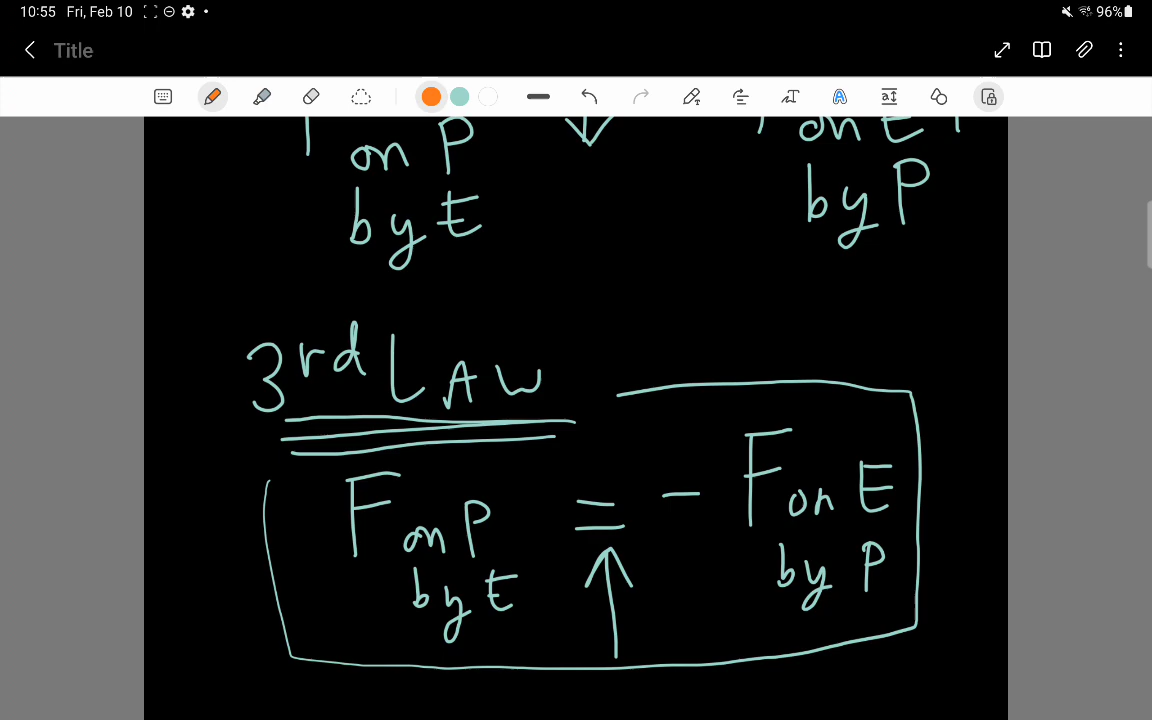 10:55 Fri, Feb 10 96%
Title
on P on E
by E by P
3rd LAW
F on P = - F on E
by E by P